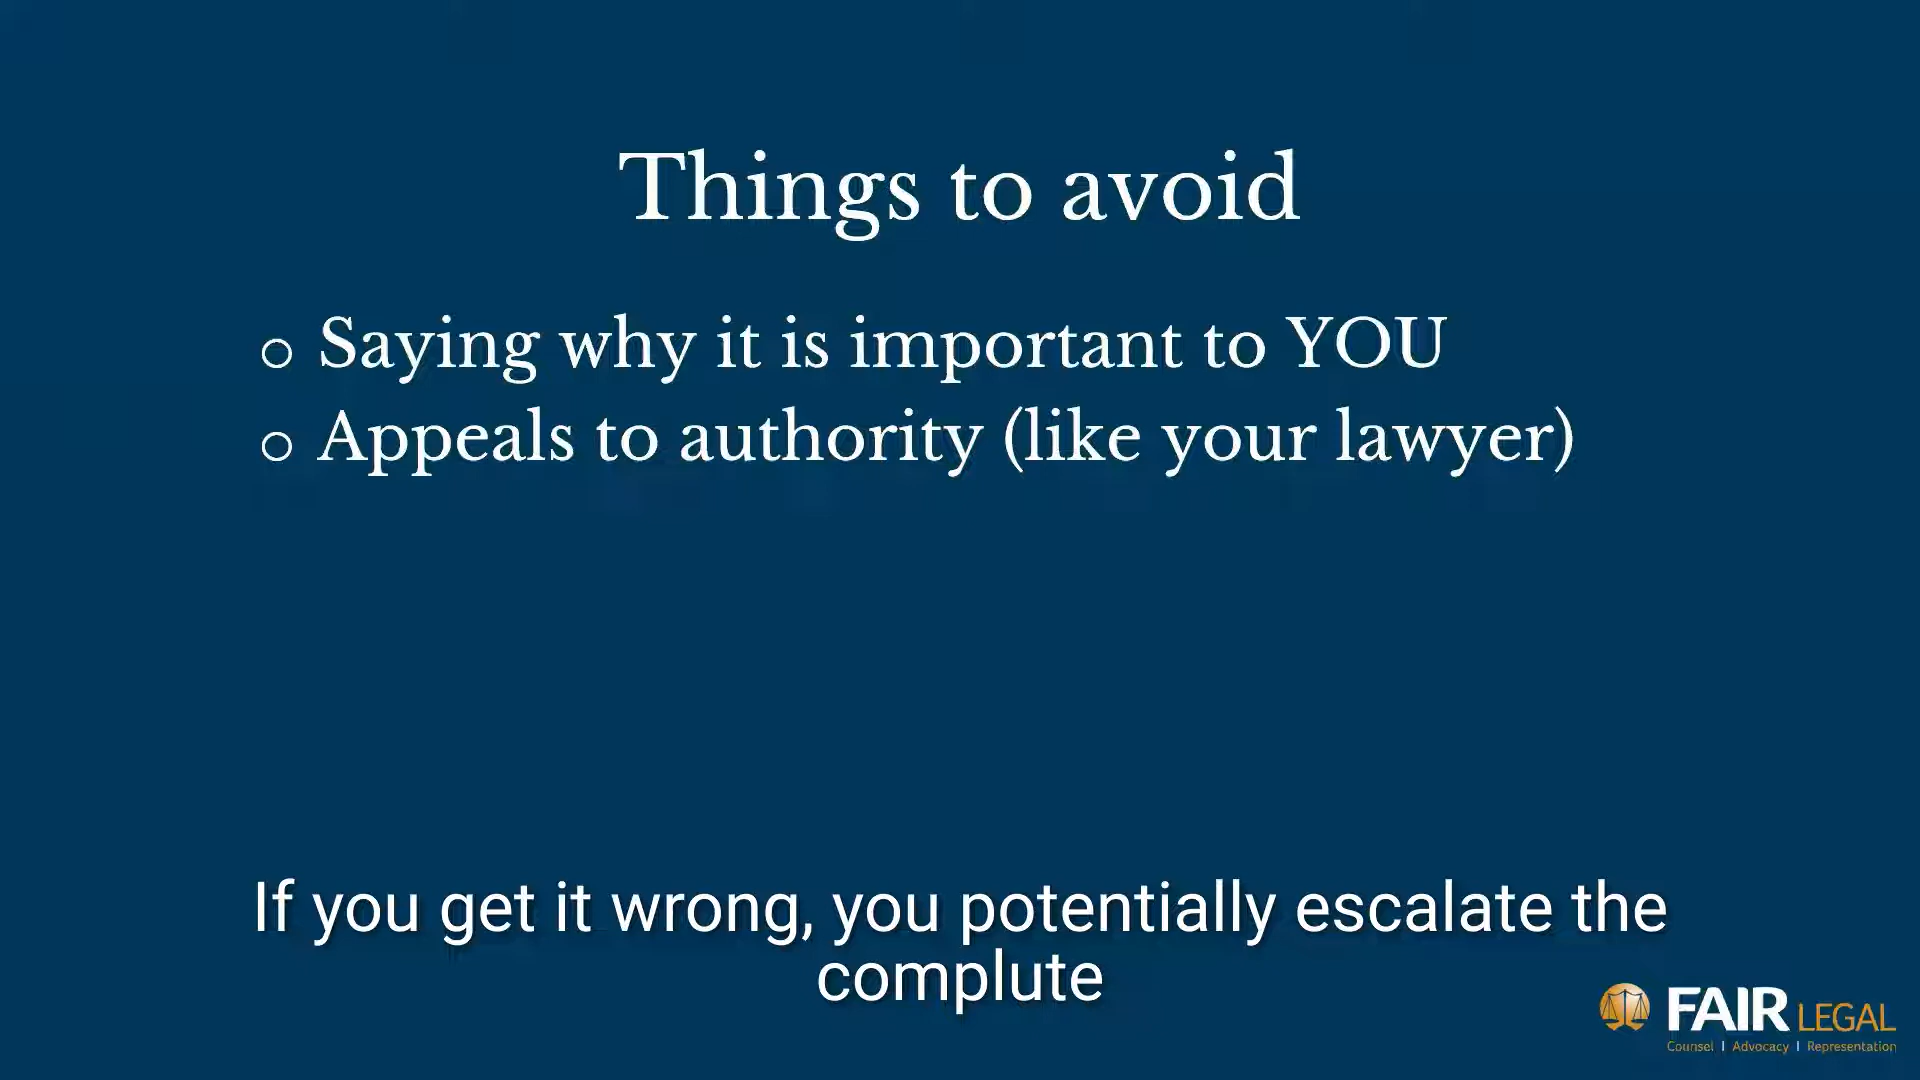 Things to avoid
o Saying why it is important to YOU
o Appeals to authority (like your lawyer)
If you get it wrong, you potentially escalate the
complute
FAIR LEGAL
Counsel | Advocacy | Representation